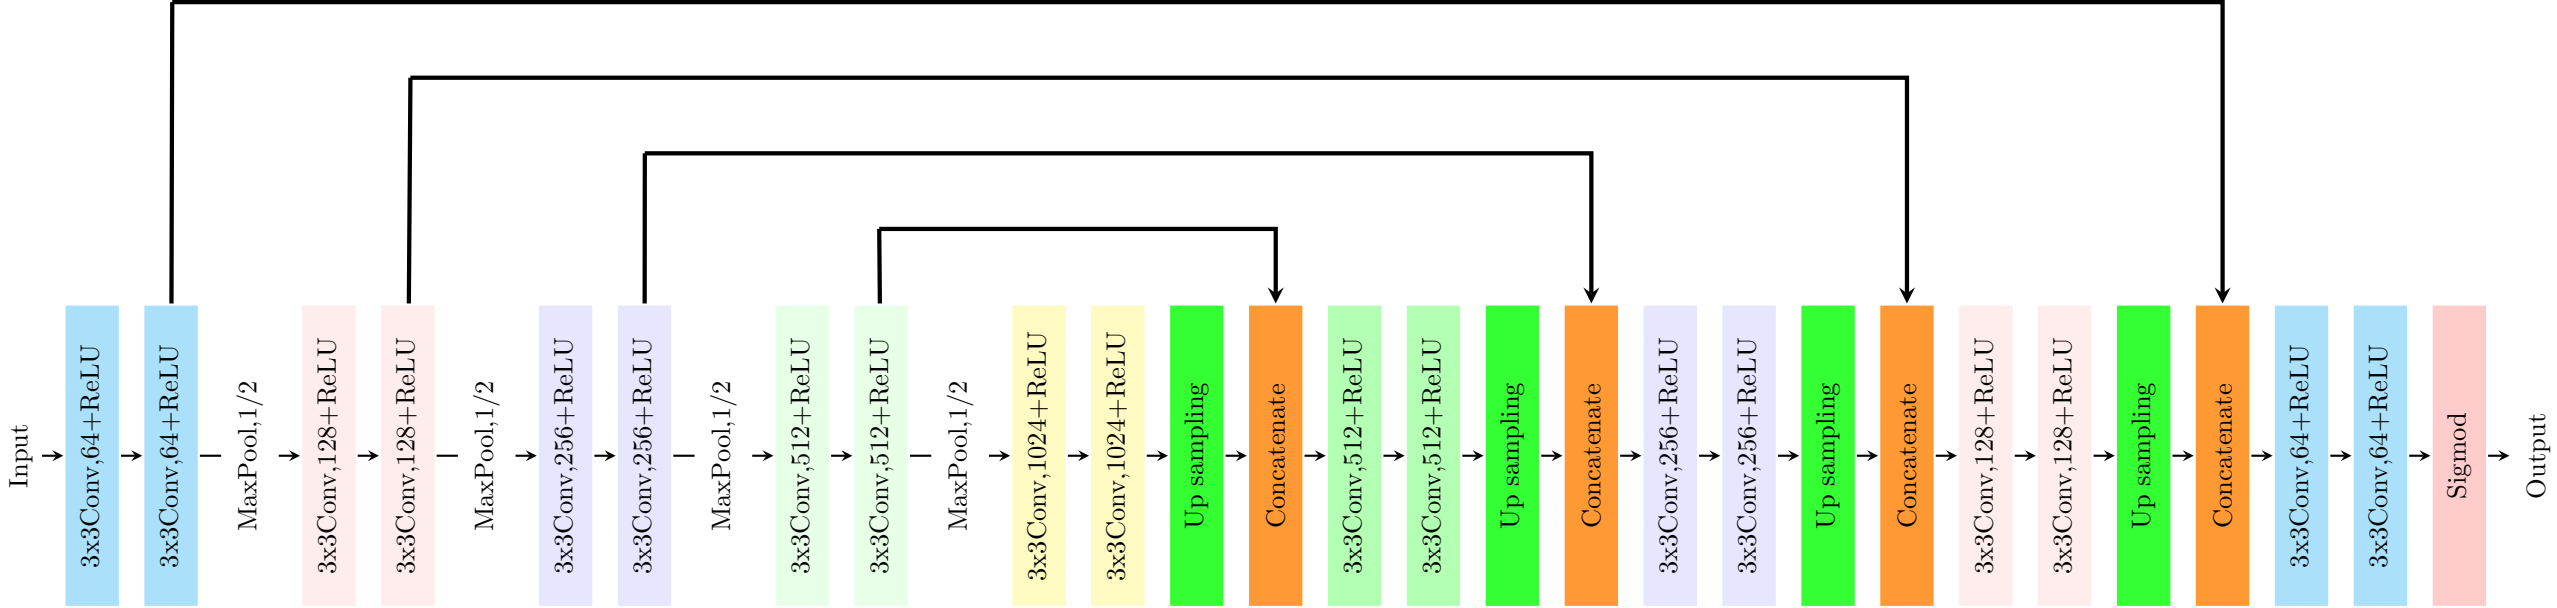 Input
3x3Conv,64+ReLU
3x3Conv,64+ReLU
MaxPool,1/2
3x3Conv,128+ReLU
3x3Conv,128+ReLU
MaxPool,1/2
3x3Conv,256+ReLU
3x3Conv,256+ReLU
MaxPool,1/2
3x3Conv,512+ReLU
3x3Conv,512+ReLU
MaxPool,1/2
3x3Conv,1024+ReLU
3x3Conv,1024+ReLU
Up sampling
Concatenate
3x3Conv,512+ReLU
3x3Conv,512+ReLU
Up sampling
Concatenate
3x3Conv,256+ReLU
3x3Conv,256+ReLU
Up sampling
Concatenate
3x3Conv,128+ReLU
3x3Conv,128+ReLU
Up sampling
Concatenate
3x3Conv,64+ReLU
3x3Conv,64+ReLU
Sigmod
Output